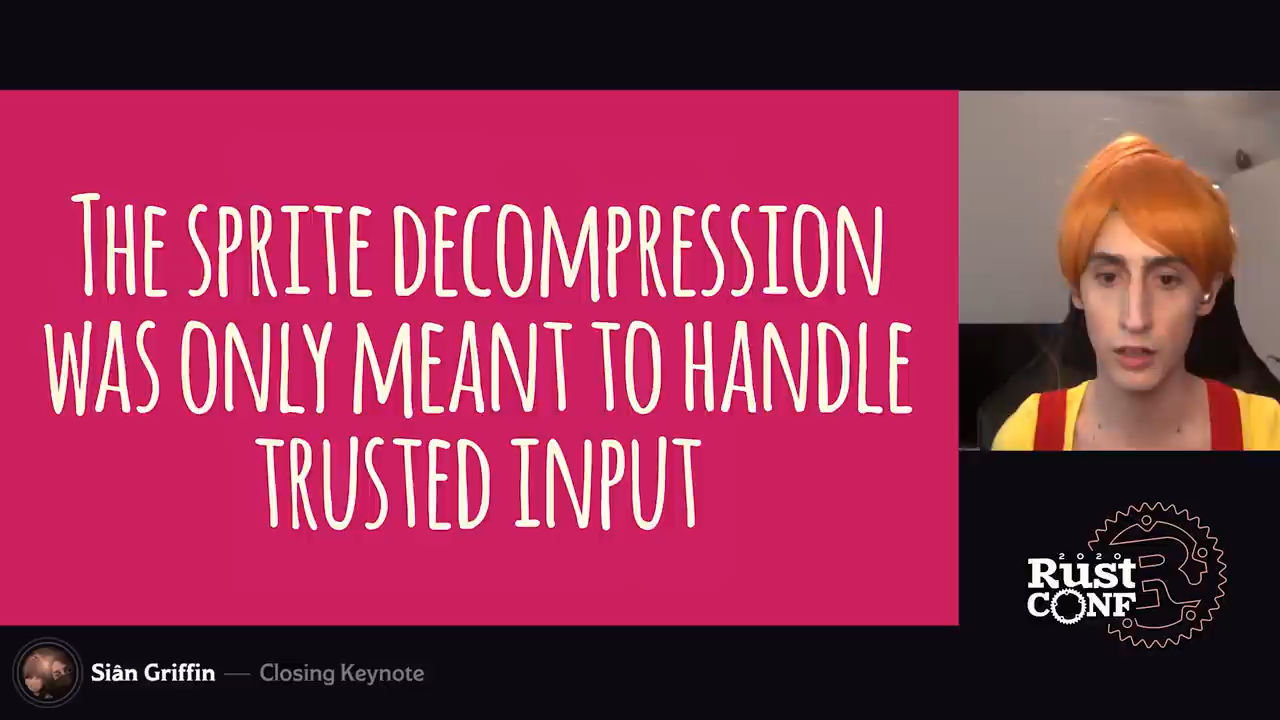 THE SPRITE DECOMPRESSION
WAS ONLY MEANT TO HANDLE
TRUSTED INPUT
2020
RUST
CONF
R
Siân Griffin — Closing Keynote